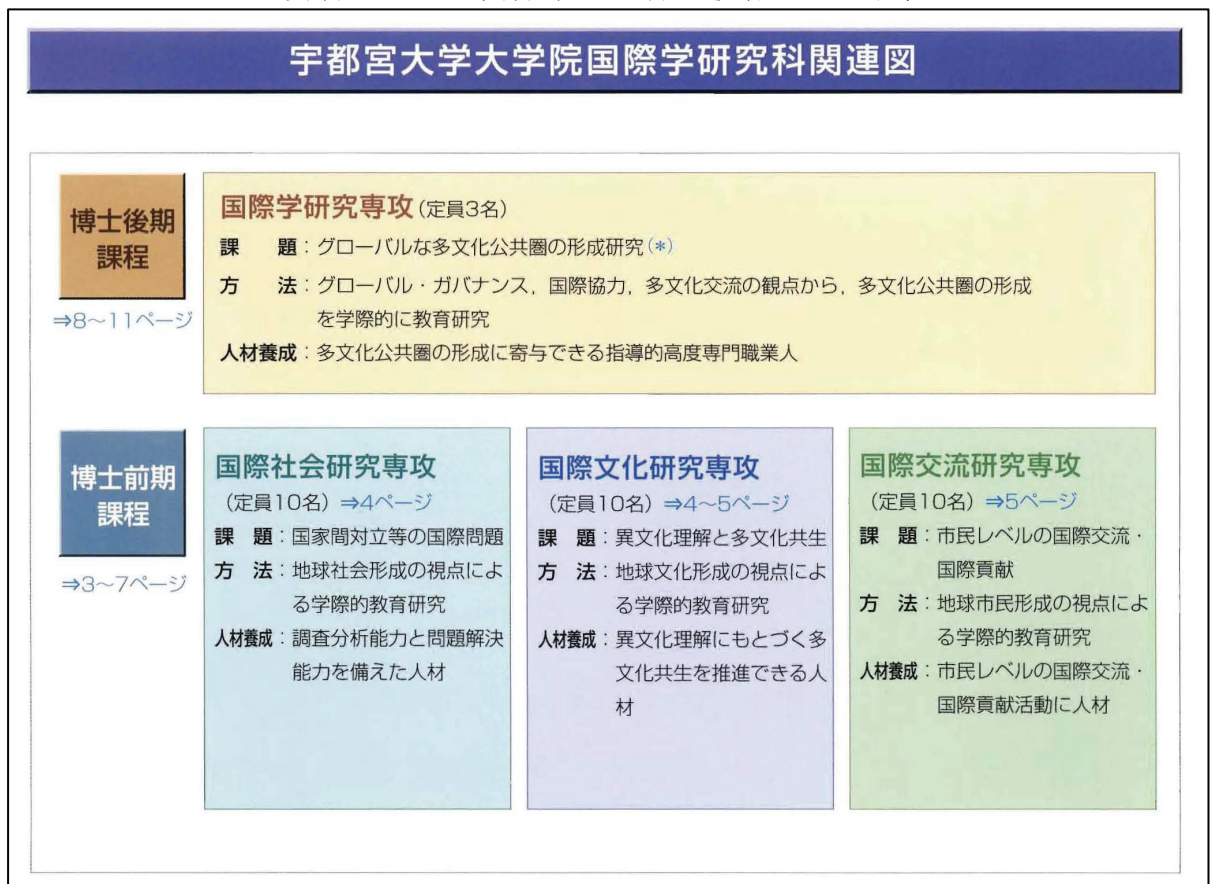 宇都宮大学大学院国際学研究科関連図
博士後期
課程
⇒8～11ページ
国際学研究専攻(定員3名)
課　題：グローバルな多文化公共圏の形成研究(*)
方　法：グローバル・ガバナンス，国際協力，多文化交流の観点から，多文化公共圏の形成
を学際的に教育研究
人材養成：多文化公共圏の形成に寄与できる指導的高度専門職業人
博士前期
課程
⇒3～7ページ
国際社会研究専攻
(定員10名) ⇒4ページ
課　題：国家間対立等の国際問題
方　法：地球社会形成の視点によ
る学際的教育研究
人材養成：調査分析能力と問題解決
能力を備えた人材
国際文化研究専攻
(定員10名) ⇒4～5ページ
課　題：異文化理解と多文化共生
方　法：地球文化形成の視点によ
る学際的教育研究
人材養成：異文化理解にもとづく多
文化共生を推進できる人
材
国際交流研究専攻
(定員10名) ⇒5ページ
課　題：市民レベルの国際交流・
国際貢献
方　法：地球市民形成の視点によ
る学際的教育研究
人材養成：市民レベルの国際交流・
国際貢献活動に人材